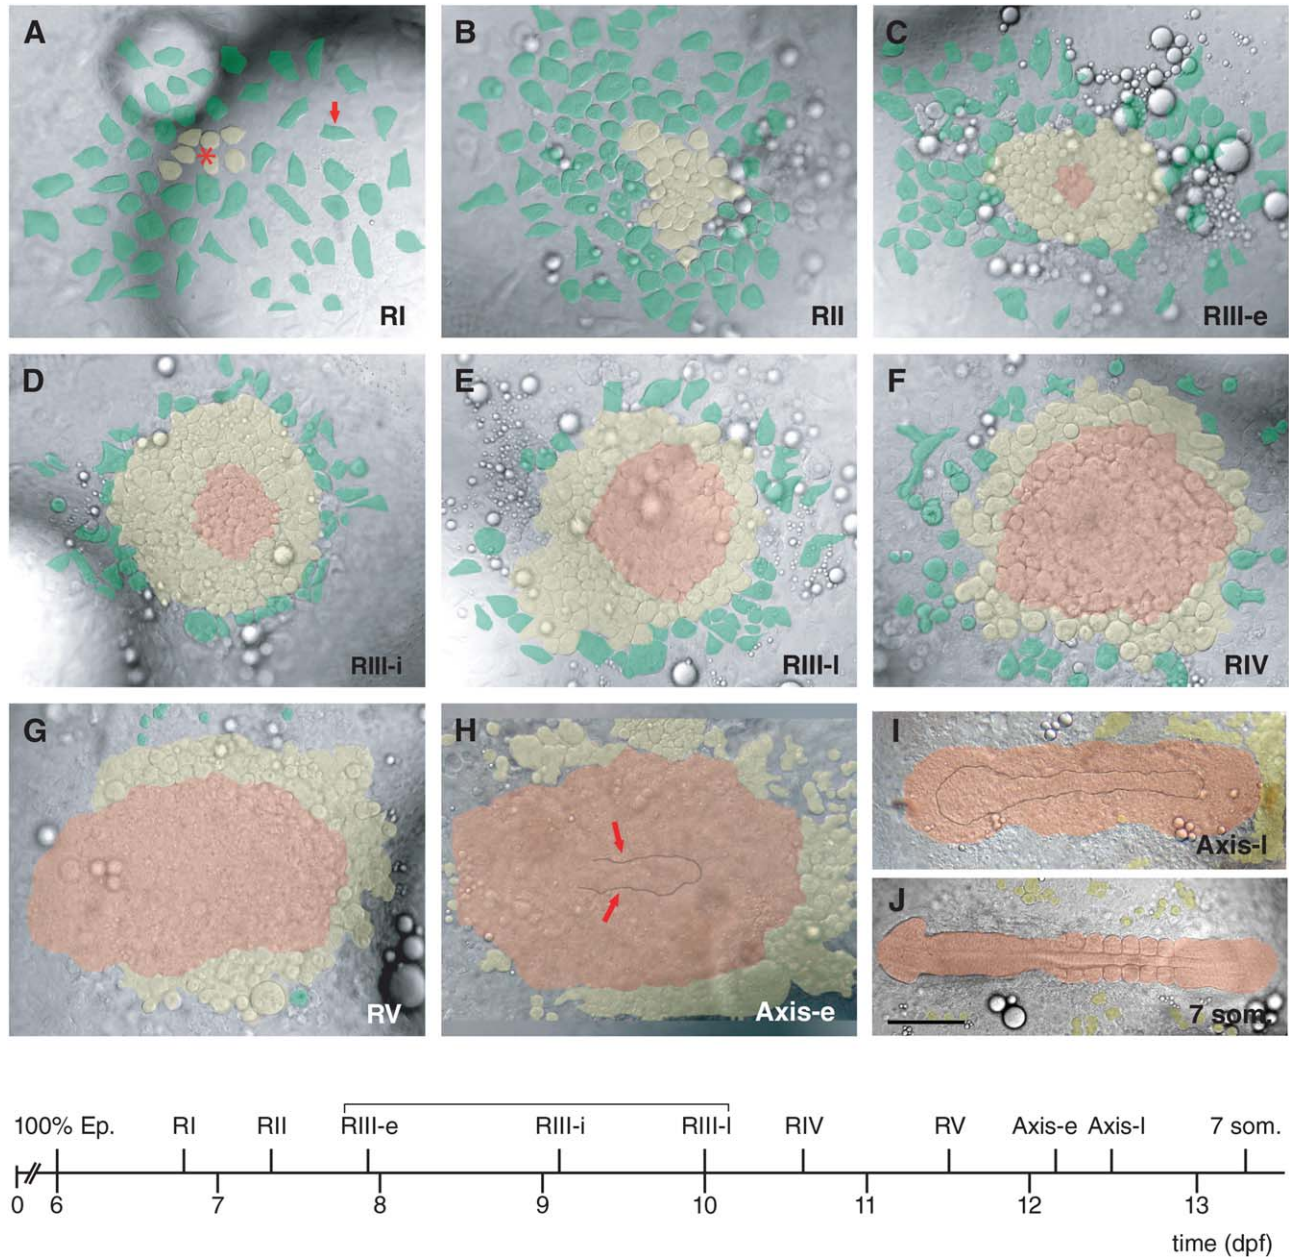 A
RI
B
RII
C
RIII-e
D
RIII-i
E
RIII-l
F
RIV
G
RV
H
Axis-e
I
Axis-l
J
7 som.
100% Ep. RI RII RIII-e RIII-i RIII-l RIV RV Axis-e Axis-l 7 som.
0 6 7 8 9 10 11 12 13
time (dpf)